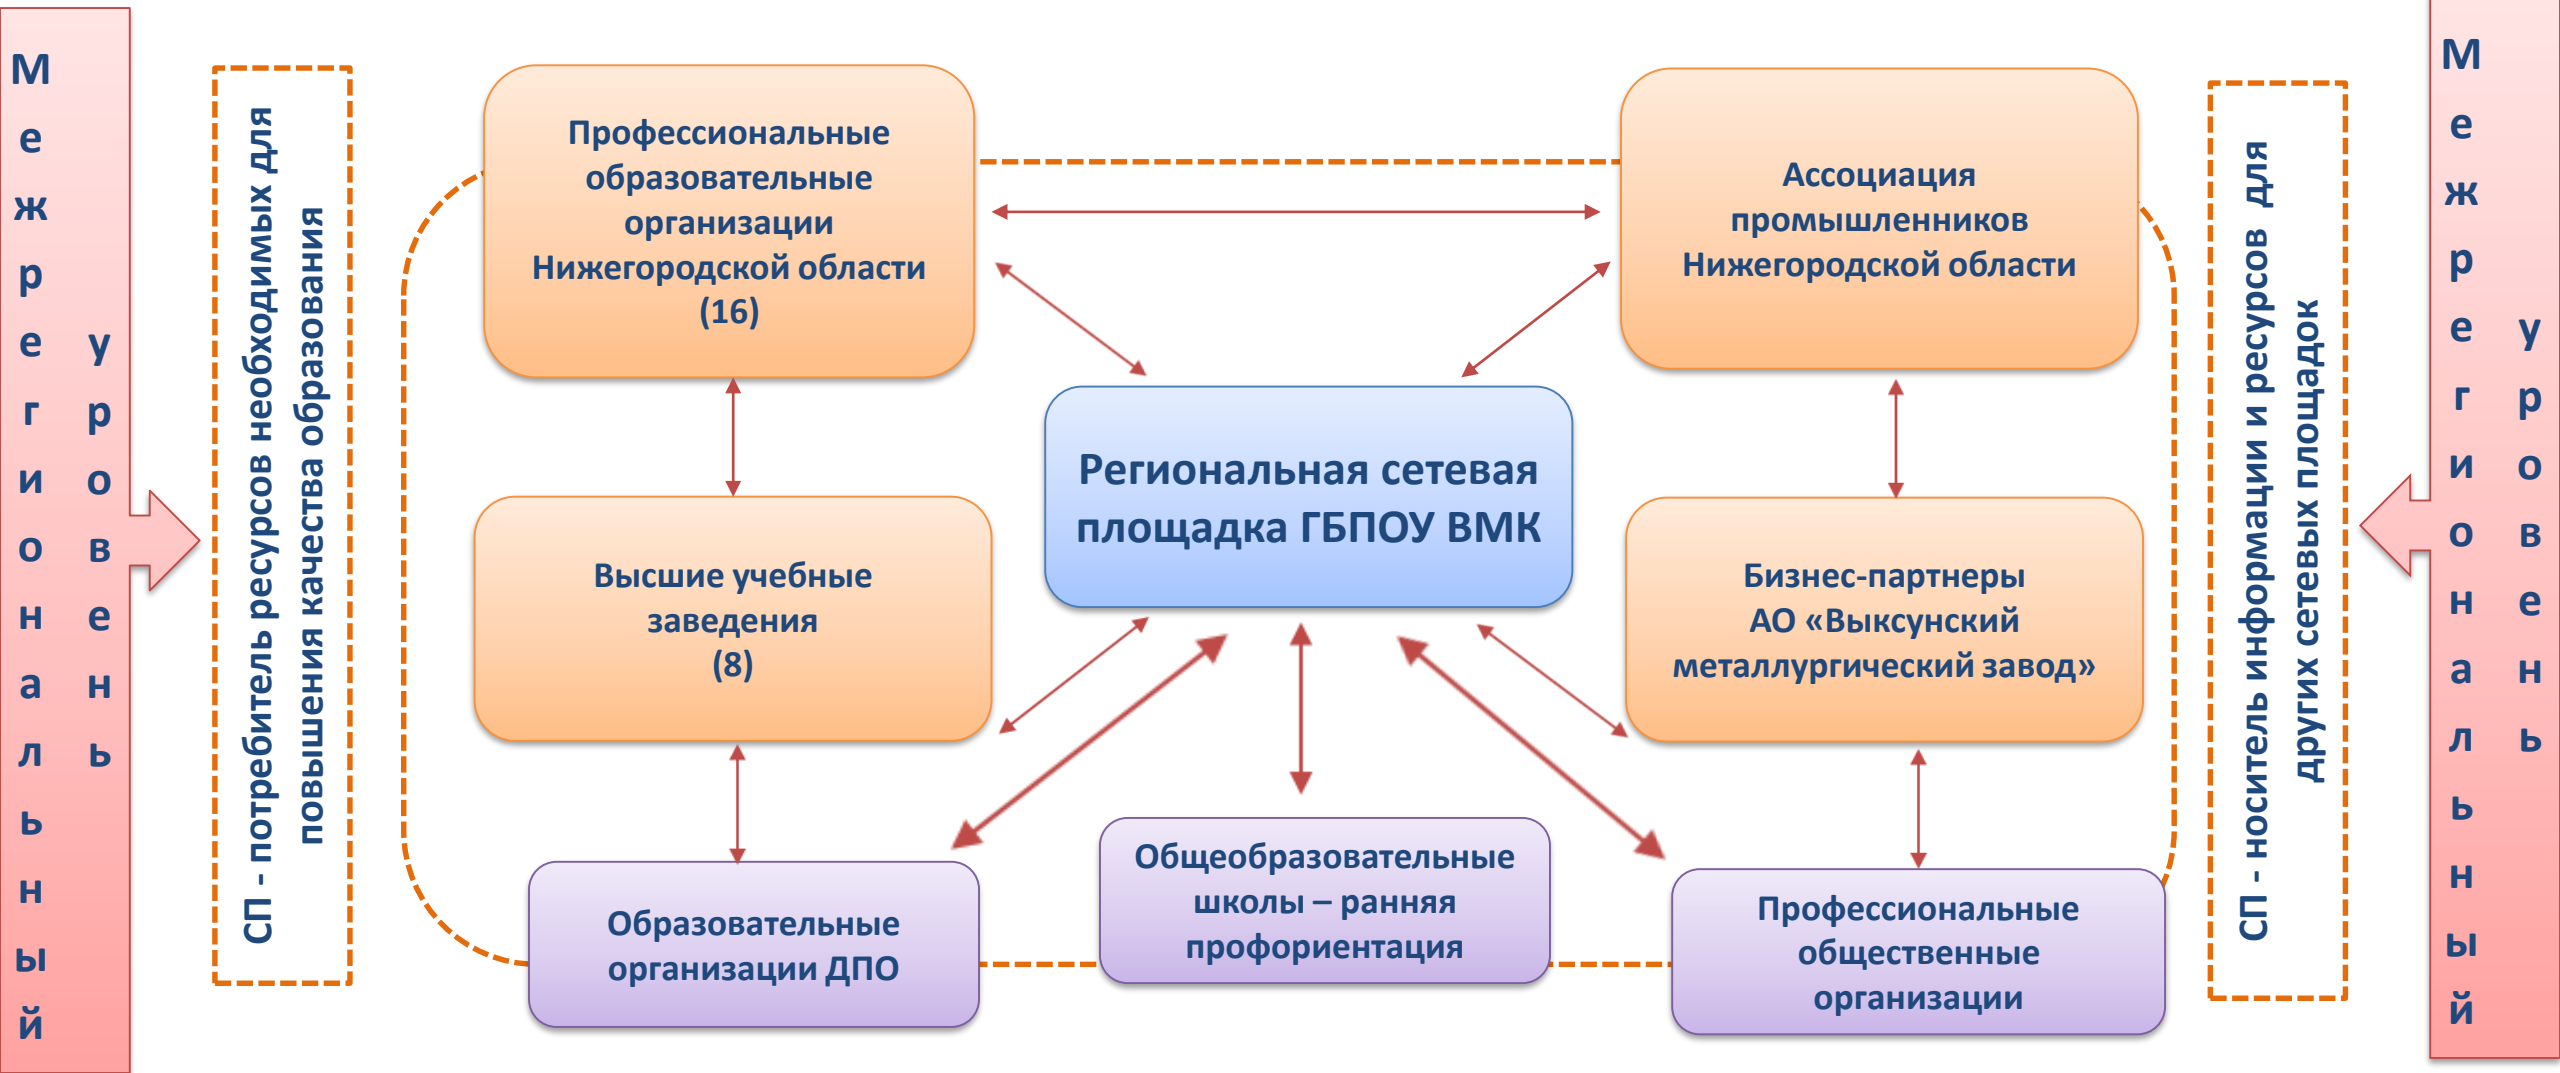 Межрегиональный
уровень
СП - потребитель ресурсов необходимых для
повышения качества образования
Профессиональные
образовательные
организации
Нижегородской области
(16)
Ассоциация
промышленников
Нижегородской области
Региональная сетевая
площадка ГБПОУ ВМК
Высшие учебные
заведения
(8)
Бизнес-партнеры
АО «Выксунский
металлургический завод»
Образовательные
организации ДПО
Общеобразовательные
школы – ранняя
профориентация
Профессиональные
общественные
организации
СП - носитель информации и ресурсов для
других сетевых площадок
Межрегиональный
уровень